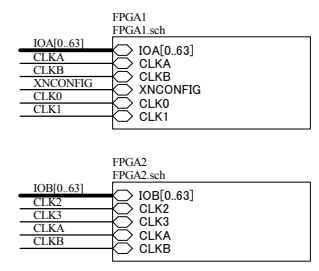 FPGA1
FPGA1.sch
IOA[0..63] IOA[0..63]
CLKA CLKA
CLKB CLKB
XNCONFIG XNCONFIG
CLK0 CLK0
CLK1 CLK1
FPGA2
FPGA2.sch
IOB[0..63] IOB[0..63]
CLK2 CLK2
CLK3 CLK3
CLKA CLKA
CLKB CLKB